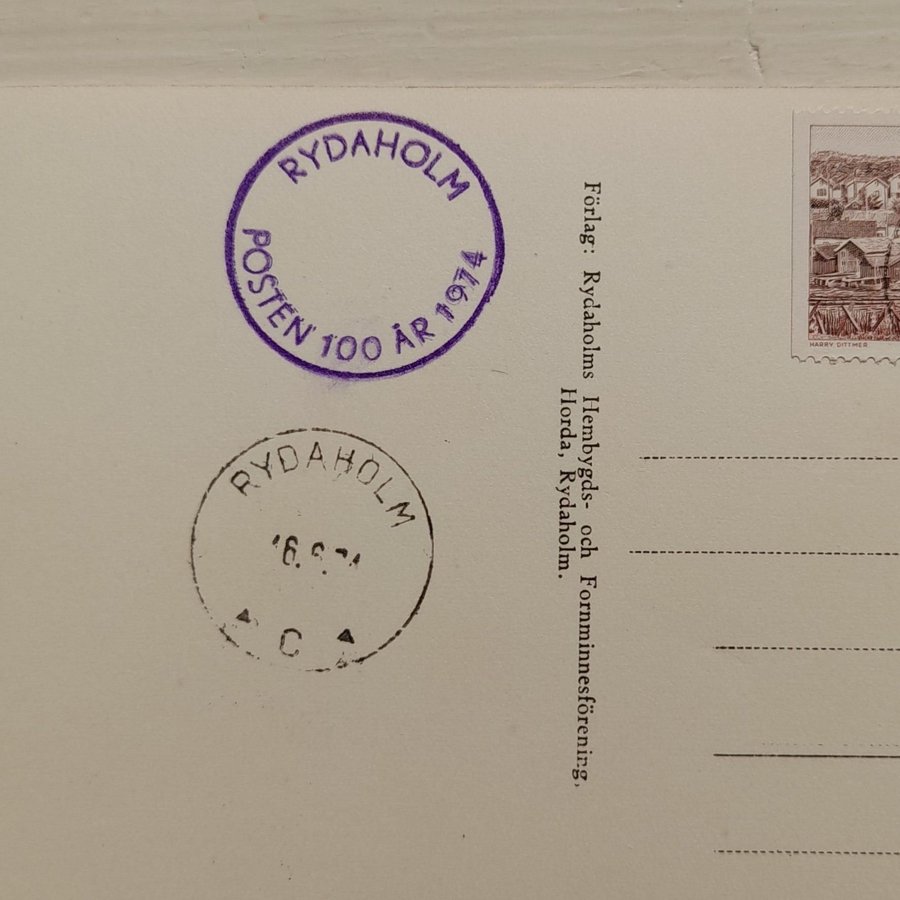 RYDAHOLM
POSTEN 100 ÅR 1974
RYDAHOLM
C
Förlag: Rydaholms Hembygds- och Fornminnesförening,
Horda, Rydaholm.
HARRY DITTMER